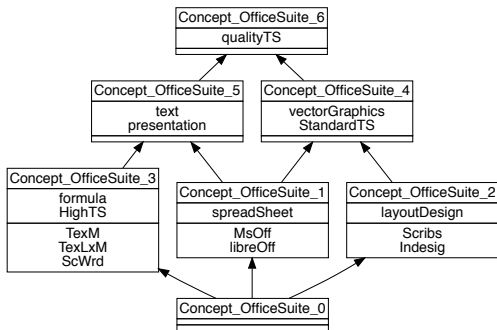 Concept_OfficeSuite_6
qualityTS
Concept_OfficeSuite_5
text
presentation
Concept_OfficeSuite_4
vectorGraphics
StandardTS
Concept_OfficeSuite_3
formula
HighTS
TexM
TexLxM
ScWrd
Concept_OfficeSuite_1
spreadSheet
MsOff
libreOff
Concept_OfficeSuite_2
layoutDesign
Scribs
Indesig
Concept_OfficeSuite_0